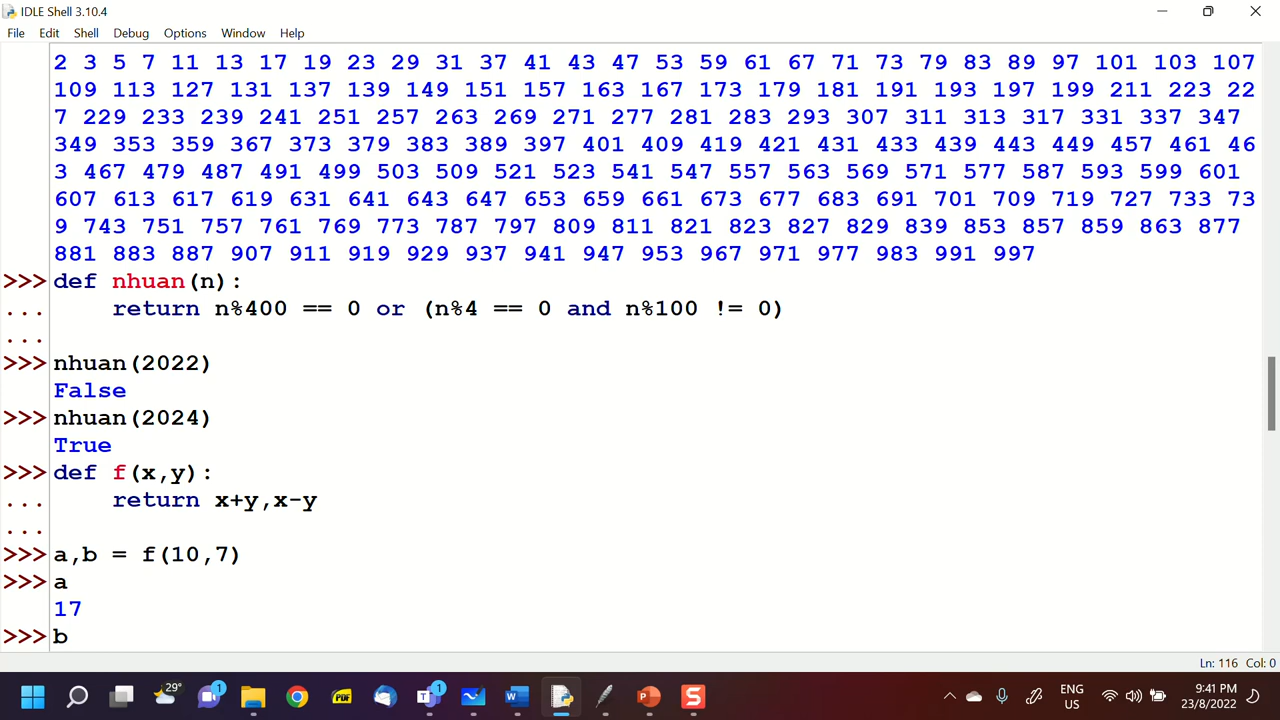 IDLE Shell 3.10.4
File Edit Shell Debug Options Window Help
2 3 5 7 11 13 17 19 23 29 31 37 41 43 47 53 59 61 67 71 73 79 83 89 97 101 103 107
109 113 127 131 137 139 149 151 157 163 167 173 179 181 191 193 197 199 211 223 22
7 229 233 239 241 251 257 263 269 271 277 281 283 293 307 311 313 317 331 337 347
349 353 359 367 373 379 383 389 397 401 409 419 421 431 433 439 443 449 457 461 46
3 467 479 487 491 499 503 509 521 523 541 547 557 563 569 571 577 587 593 599 601
607 613 617 619 631 641 643 647 653 659 661 673 677 683 691 701 709 719 727 733 73
9 743 751 757 761 769 773 787 797 809 811 821 823 827 829 839 853 857 859 863 877
881 883 887 907 911 919 929 937 941 947 953 967 971 977 983 991 997
>>> def nhuan(n):
...     return n%400 == 0 or (n%4 == 0 and n%100 != 0)
...
>>> nhuan(2022)
False
>>> nhuan(2024)
True
>>> def f(x,y):
...     return x+y,x-y
...
>>> a,b = f(10,7)
>>> a
17
>>> b
Ln: 116 Col: 0
29°
1
PDF
1
W
P
S
ENG
US
9:41 PM
23/8/2022